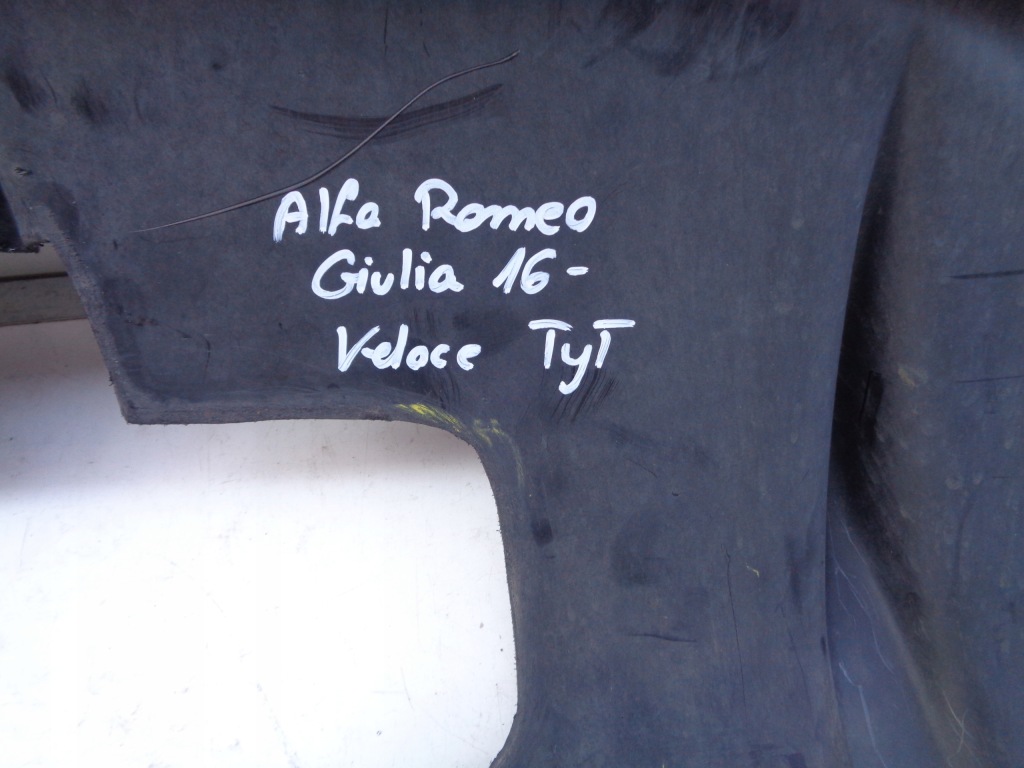 Alfa Romeo
Giulia 16-
Veloce TyT